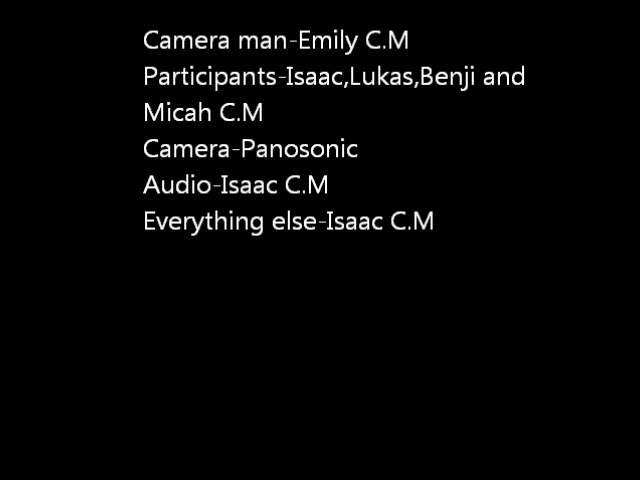 Camera man-Emily C.M
Participants-Isaac,Lukas,Benji and
Micah C.M
Camera-Panosonic
Audio-Isaac C.M
Everything else-Isaac C.M